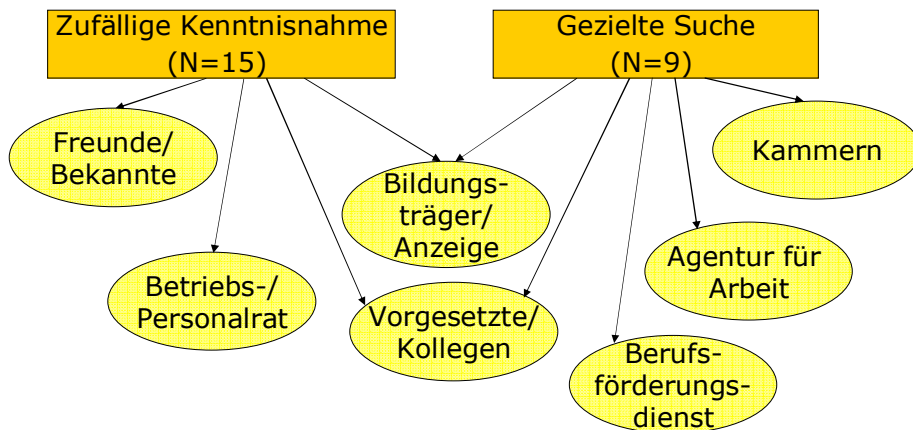 Zufällige Kenntnisnahme
(N=15)
Gezielte Suche
(N=9)
Freunde/
Bekannte
Bildungs-
träger/
Anzeige
Kammern
Betriebs-/
Personalrat
Vorgesetzte/
Kollegen
Agentur für
Arbeit
Berufs-
förderungs-
dienst